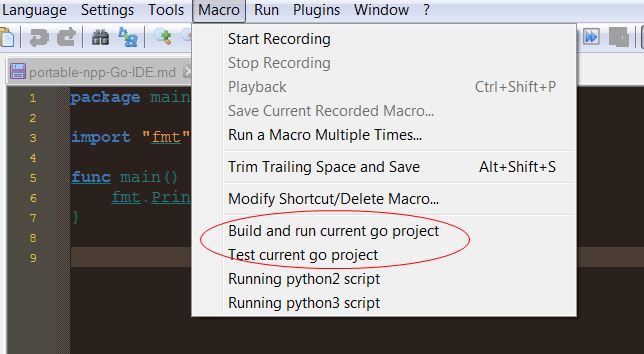 Language Settings Tools Macro Run Plugins Window ?
portable-npp-Go-IDE.md
1 package main
2
3 import "fmt"
4
5 func main()
6 fmt.Prin
7 }
8
9
Start Recording
Stop Recording
Playback Ctrl+Shift+P
Save Current Recorded Macro...
Run a Macro Multiple Times...
Trim Trailing Space and Save Alt+Shift+S
Modify Shortcut/Delete Macro...
Build and run current go project
Test current go project
Running python2 script
Running python3 script